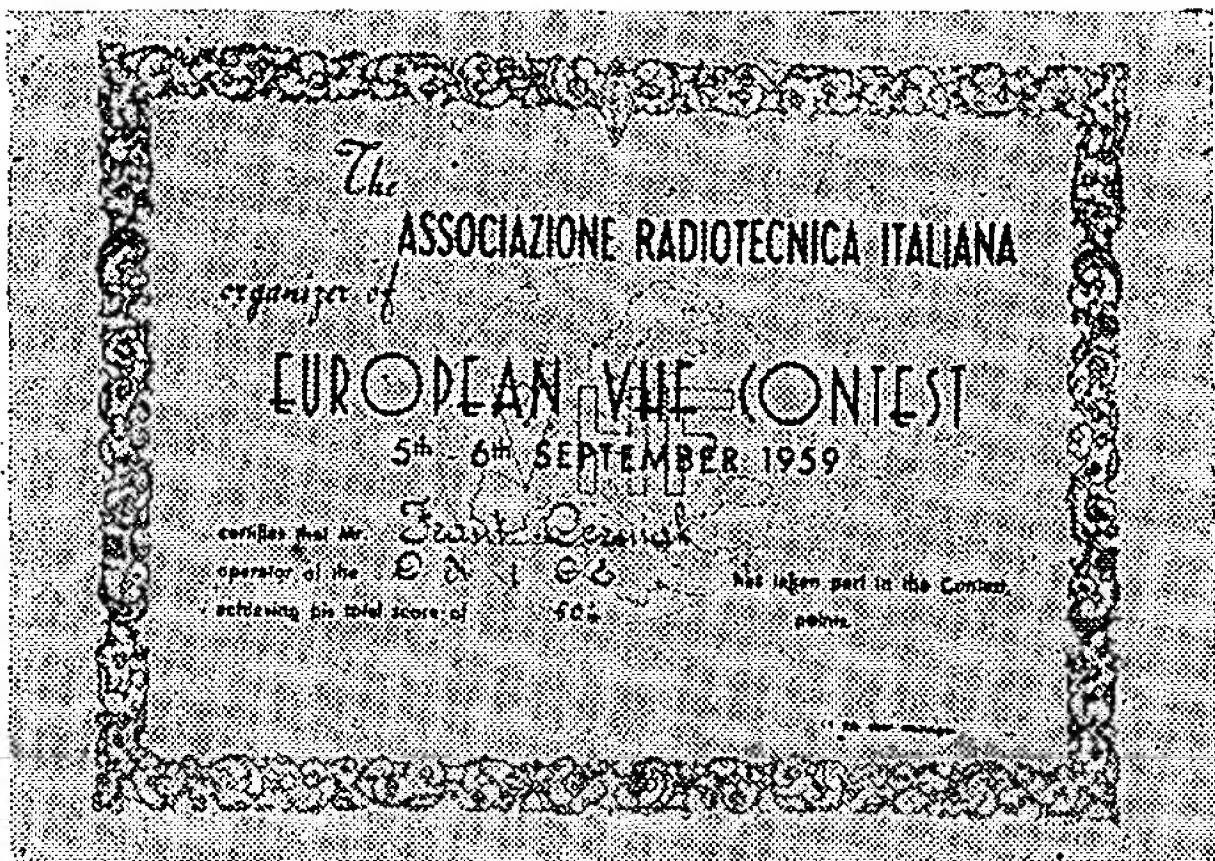 The
ASSOCIAZIONE RADIOTECNICA ITALIANA
organizer of
EUROPEAN VHF CONTEST
5th - 6th SEPTEMBER 1959
certifies that Mr. Frank
operator of the has taken part in the Contest,
achieving his total score of points.